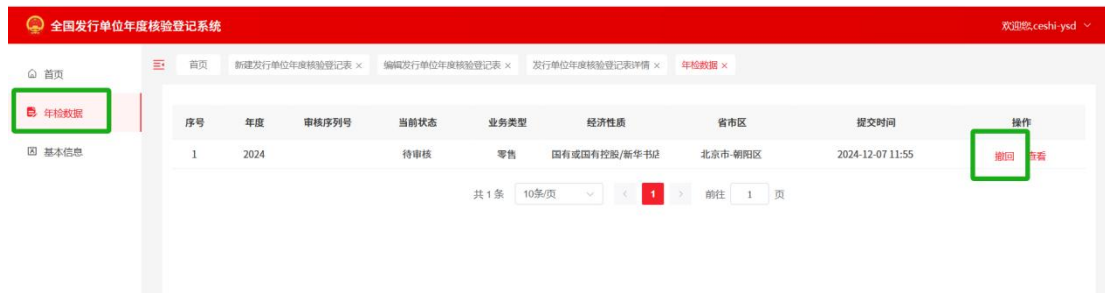 全国发行单位年度核验登记系统
欢迎您,ceshi-ysd
首页
年检数据
基本信息
首页 新建发行单位年度核验登记表 × 编辑发行单位年度核验登记表 × 发行单位年度核验登记表详情 × 年检数据 ×
序号 年度 审核序列号 当前状态 业务类型 经济性质 省市区 提交时间 操作
1 2024 待审核 零售 国有或国有控股/新华书店 北京市-朝阳区 2024-12-07 11:55 撤回 查看
共 1 条 10条/页 < 1 > 前往 1 页